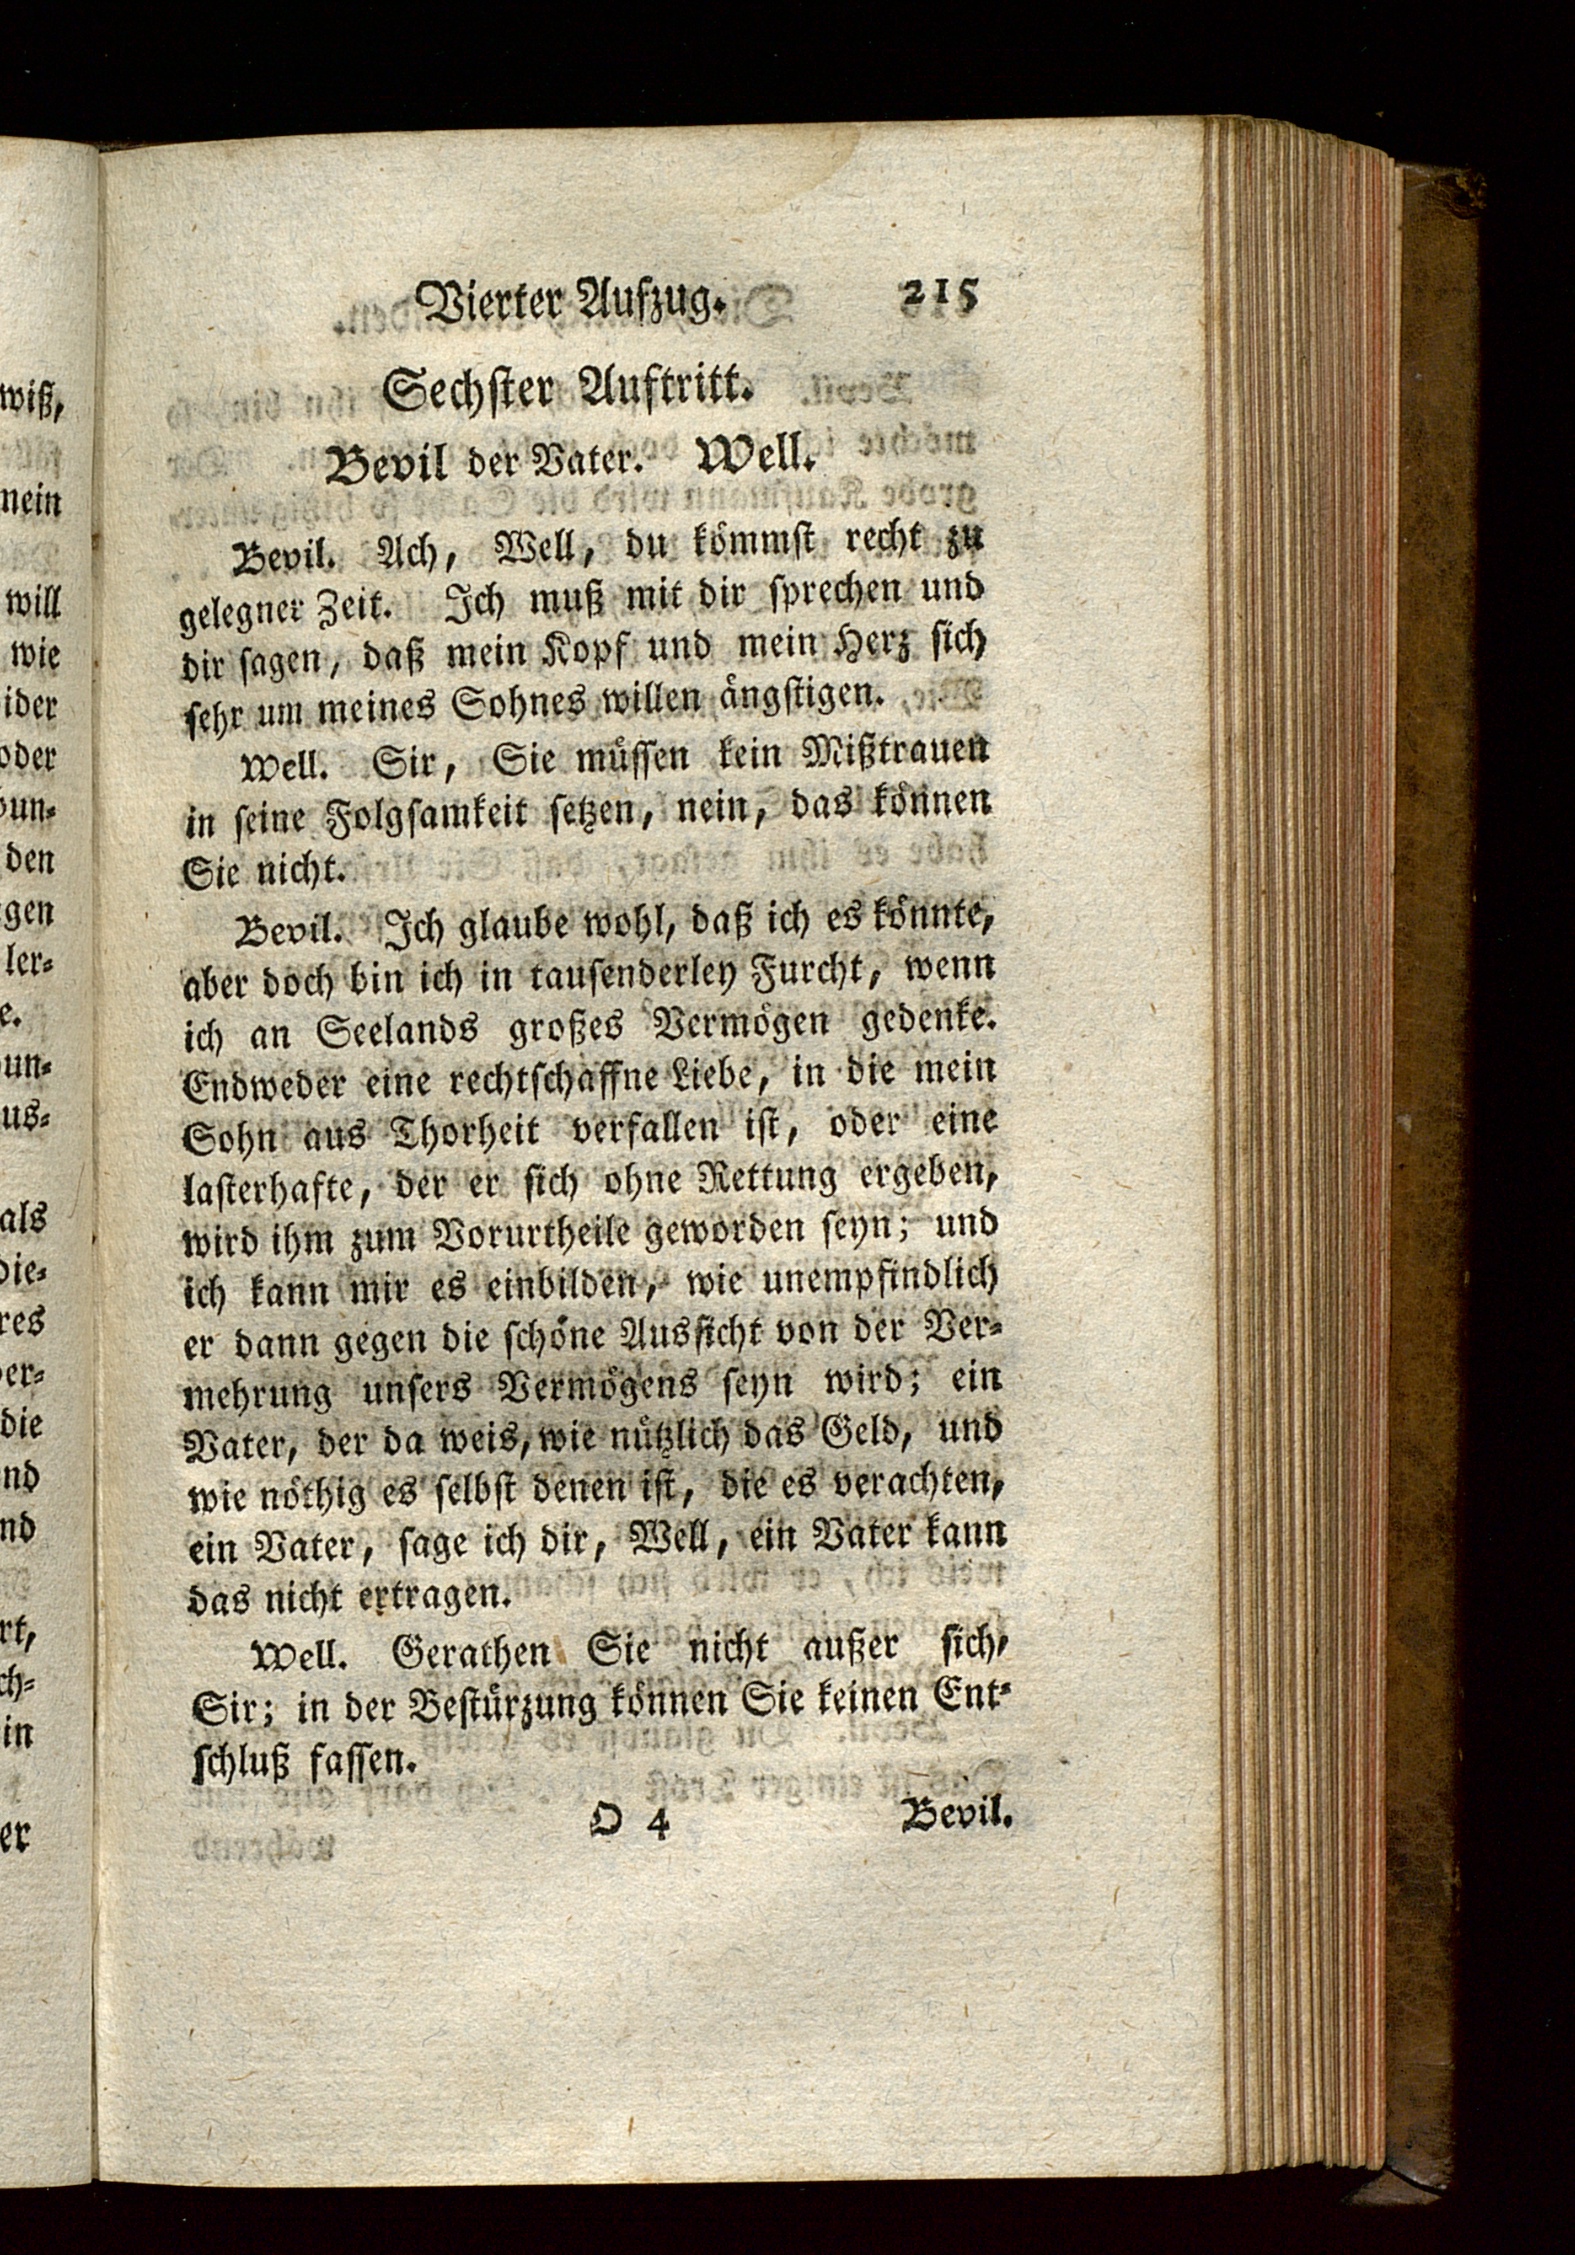 Vierter Aufzug. 215
Sechster Auftritt.
Bevil der Vater. Well.
Bevil. Ach, Well, du kömmst recht zu
gelegner Zeit. Ich muß mit dir sprechen und
dir sagen, daß mein Kopf und mein Herz sich
sehr um meines Sohnes willen ängstigen.
Well. Sir, Sie müssen kein Mißtrauen
in seine Folgsamkeit setzen, nein, das können
Sie nicht.
Bevil. Ich glaube wohl, daß ich es könnte,
aber doch bin ich in tausenderley Furcht, wenn
ich an Seelands großes Vermögen gedenke.
Endweder eine rechtschaffne Liebe, in die mein
Sohn aus Thorheit verfallen ist, oder eine
lasterhafte, der er sich ohne Rettung ergeben,
wird ihm zum Vorurtheile geworden seyn; und
ich kann mir es einbilden, wie unempfindlich
er dann gegen die schöne Aussicht von der Ver-
mehrung unsers Vermögens seyn wird; ein
Vater, der da weis, wie nützlich das Geld, und
wie nöthig es selbst denen ist, die es verachten,
ein Vater, sage ich dir, Well, ein Vater kann
das nicht ertragen.
Well. Gerathen Sie nicht außer sich,
Sir; in der Bestürzung können Sie keinen Ent-
schluß fassen.
O 4 Bevil.